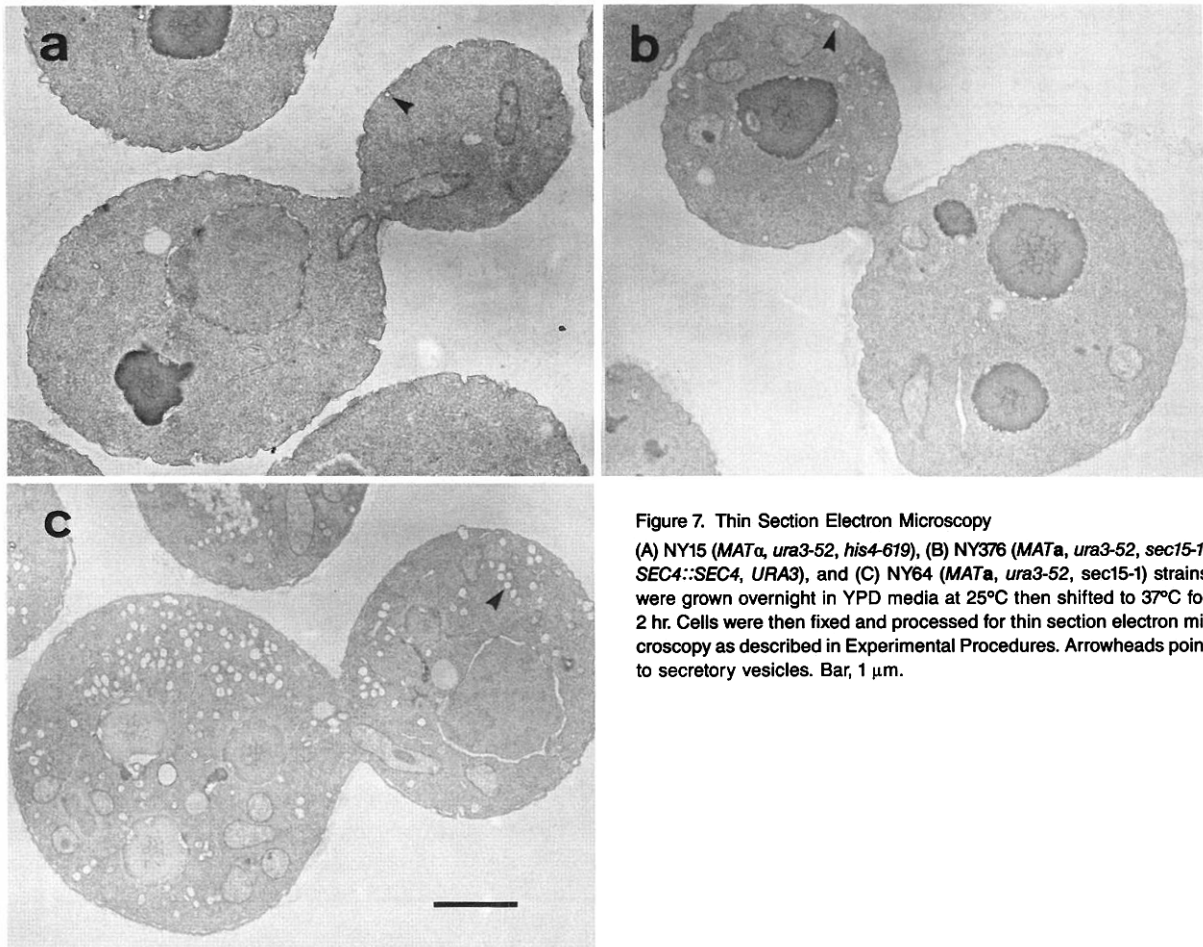 a
b
c
Figure 7. Thin Section Electron Microscopy
(A) NY15 (MATα, ura3-52, his4-619), (B) NY376 (MATa, ura3-52, sec15-1
SEC4::SEC4, URA3), and (C) NY64 (MATa, ura3-52, sec15-1) strains
were grown overnight in YPD media at 25°C then shifted to 37°C fo
2 hr. Cells were then fixed and processed for thin section electron mi
croscopy as described in Experimental Procedures. Arrowheads poin
to secretory vesicles. Bar, 1 μm.